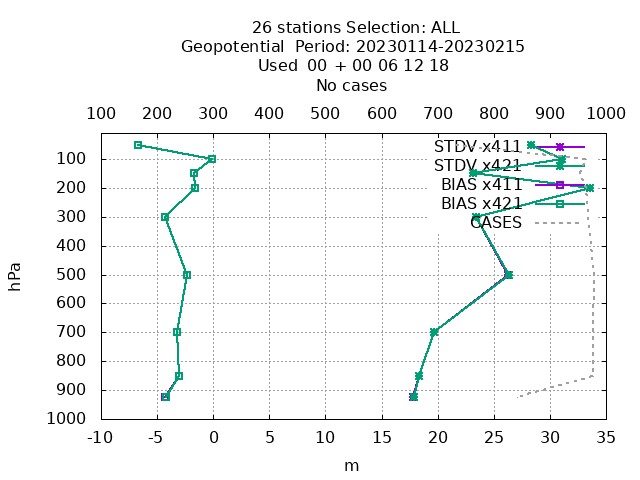 26 stations Selection: ALL
Geopotential  Period: 20230114-20230215
Used  00 + 00 06 12 18
No cases
100 200 300 400 500 600 700 800 900 1000
STDV x411
STDV x421
BIAS x411
BIAS x421
CASES
100
200
300
400
500
600
700
800
900
1000
hPa
-10 -5 0 5 10 15 20 25 30 35
m